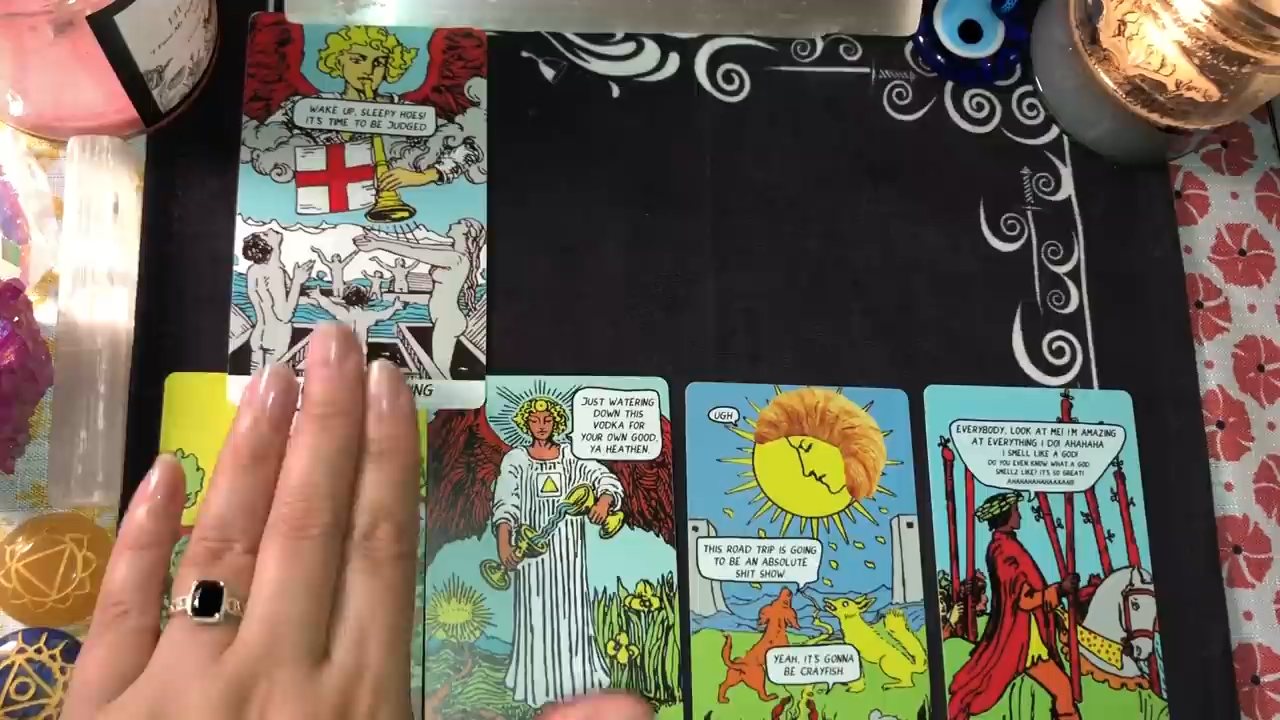 WAKE UP, SLEEPY HOES!
IT'S TIME TO BE JUDGED
NG
JUST WATERING
DOWN THIS
VODKA FOR
YOUR OWN GOOD,
YA HEATHEN.
UGH
THIS ROAD TRIP IS GOING
TO BE AN ABSOLUTE
SHIT SHOW
YEAH, IT'S GONNA
BE CRAYFISH
EVERYBODY, LOOK AT ME! I'M AMAZING
AT EVERYTHING I DO! AHAHAHA
I SMELL LIKE A GOD!
DO YOU EVEN KNOW WHAT A GOD
SMELLZ LIKE? IT'S SO GREAT!